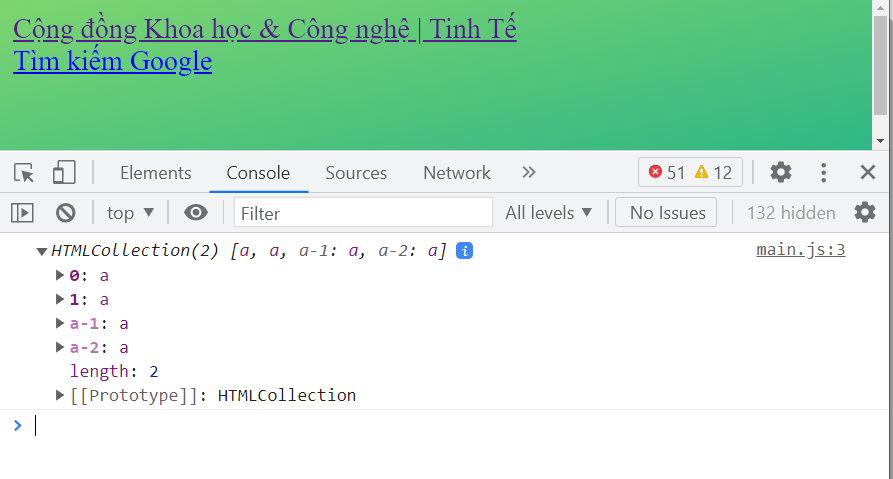 Cộng đồng Khoa học & Công nghệ | Tinh Tế
Tìm kiếm Google
Elements Console Sources Network » 51 12
top ▼ Filter All levels ▼ No Issues 132 hidden
▼HTMLCollection(2) [a, a, a-1: a, a-2: a] i main.js:3
▶ 0: a
▶ 1: a
▶ a-1: a
▶ a-2: a
length: 2
▶ [[Prototype]]: HTMLCollection
>